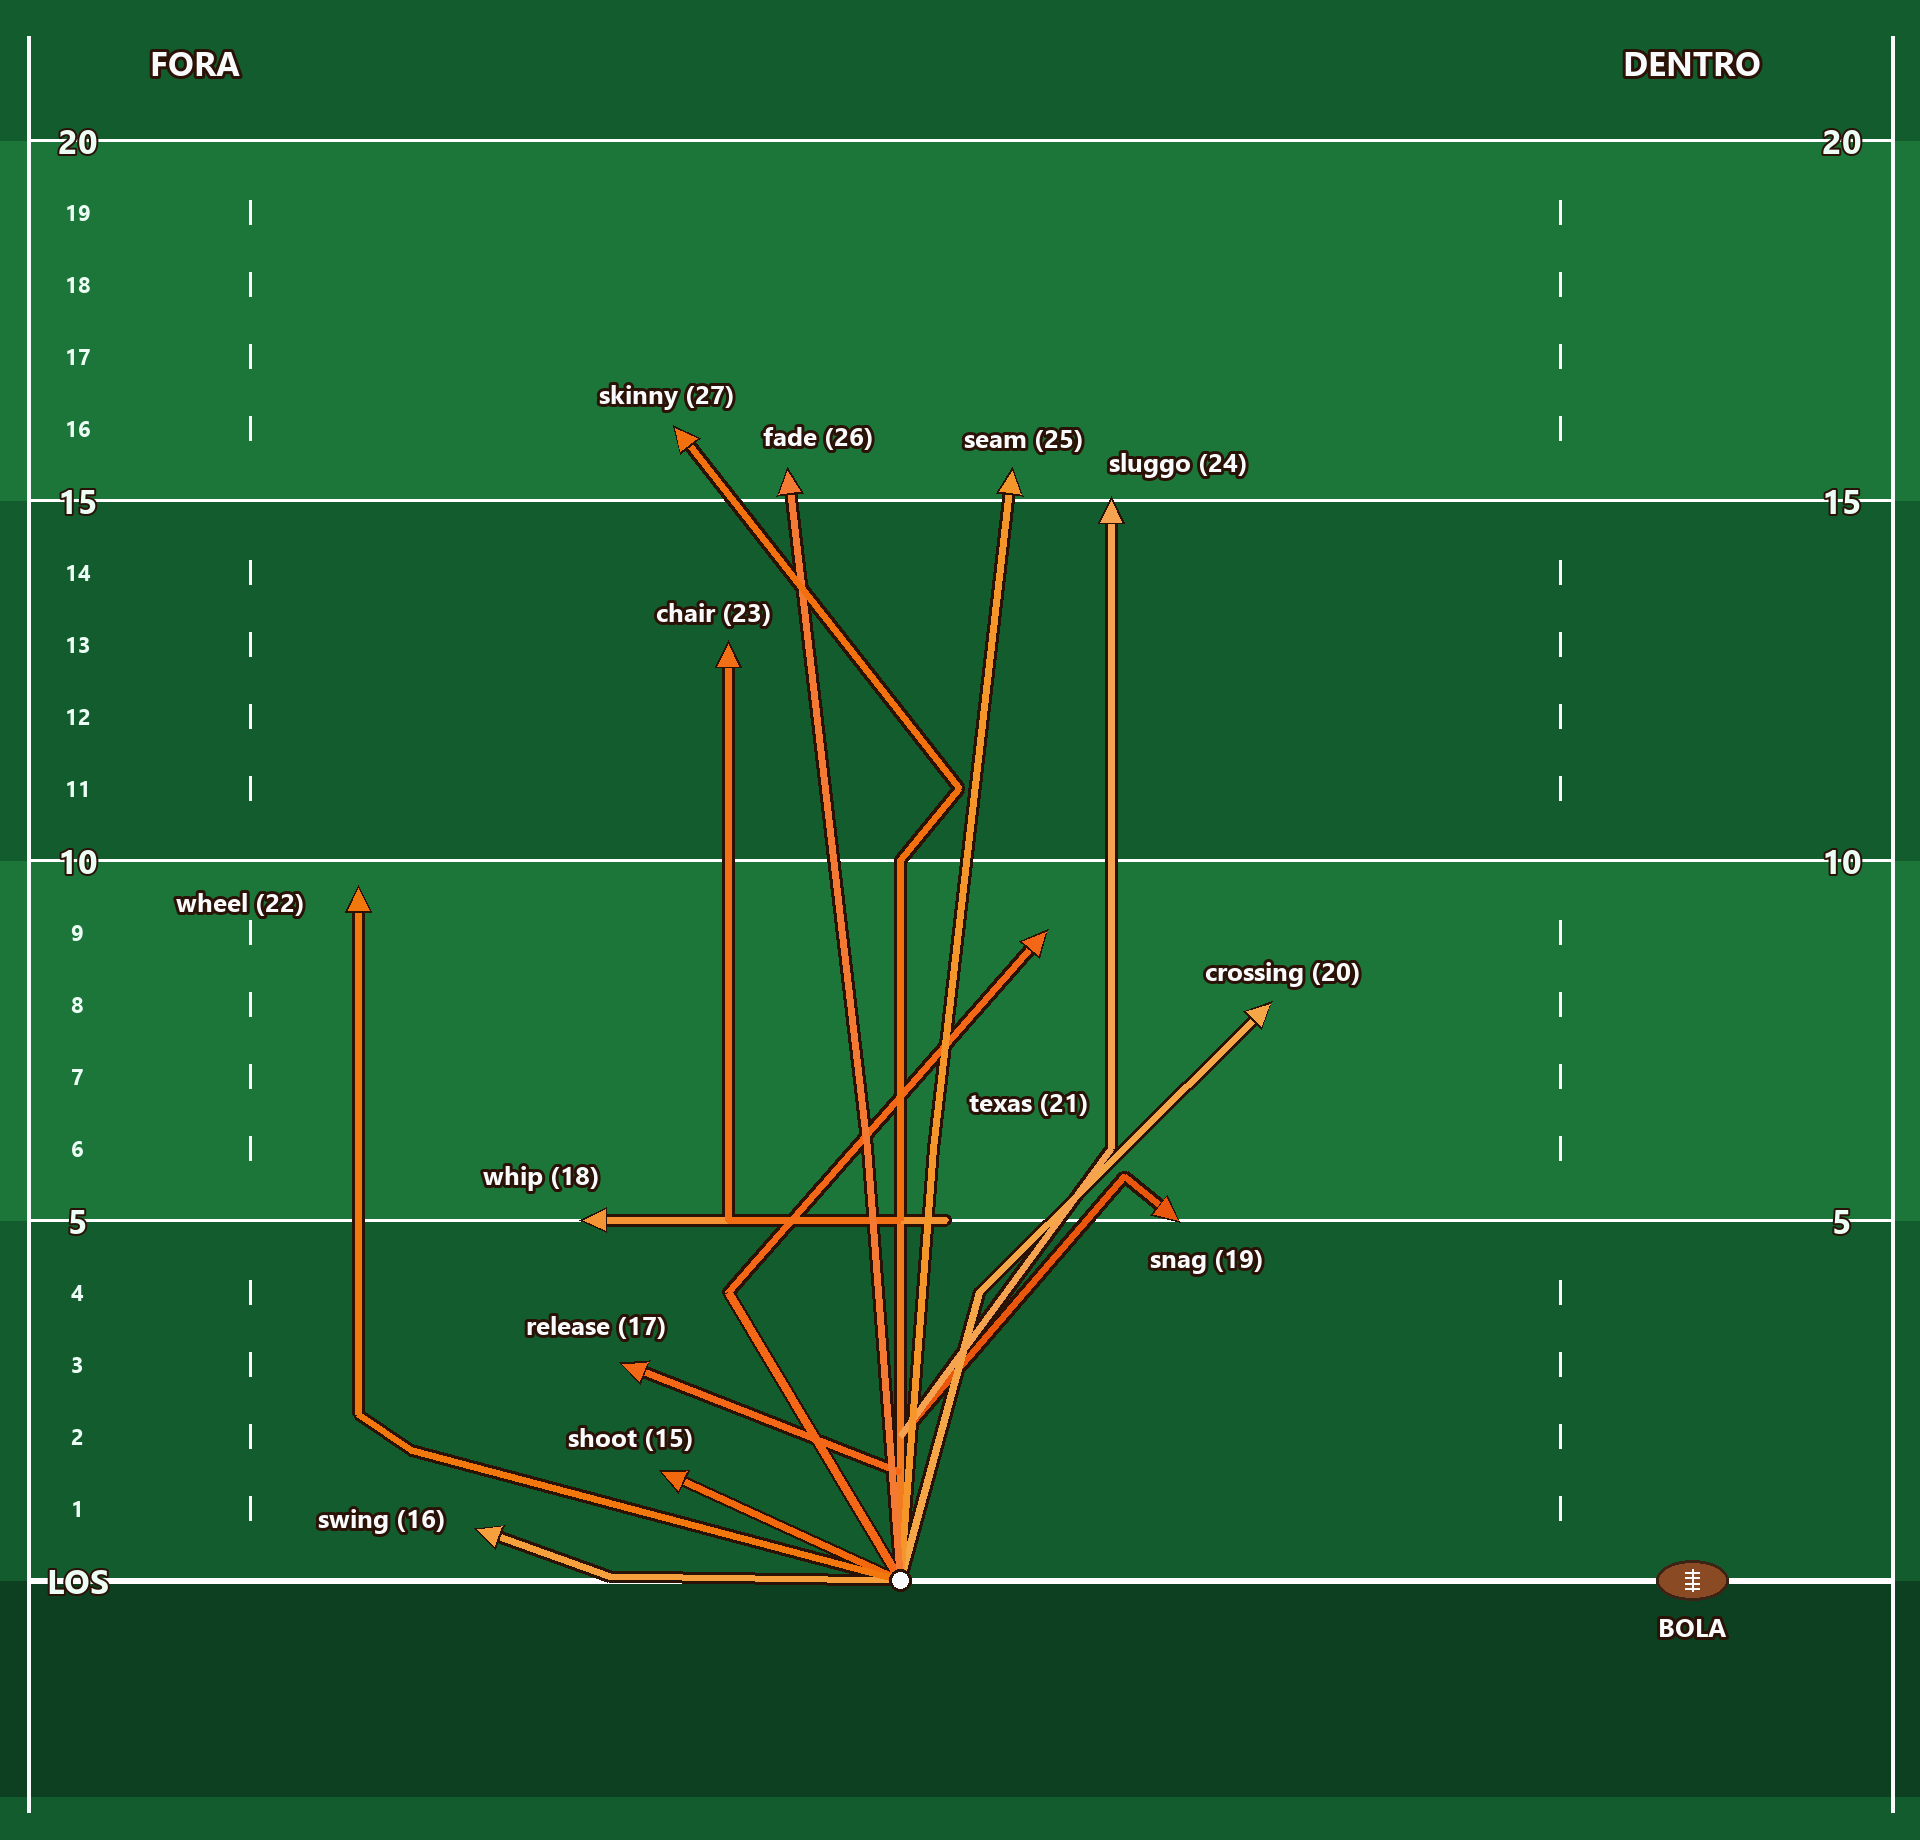 FORA
DENTRO
20
20
19
18
17
skinny (27)
16
fade (26)
seam (25)
sluggo (24)
15
15
14
chair (23)
13
12
11
10
10
wheel (22)
9
crossing (20)
8
7
texas (21)
6
whip (18)
5
5
snag (19)
4
release (17)
3
shoot (15)
2
1
swing (16)
LOS
BOLA